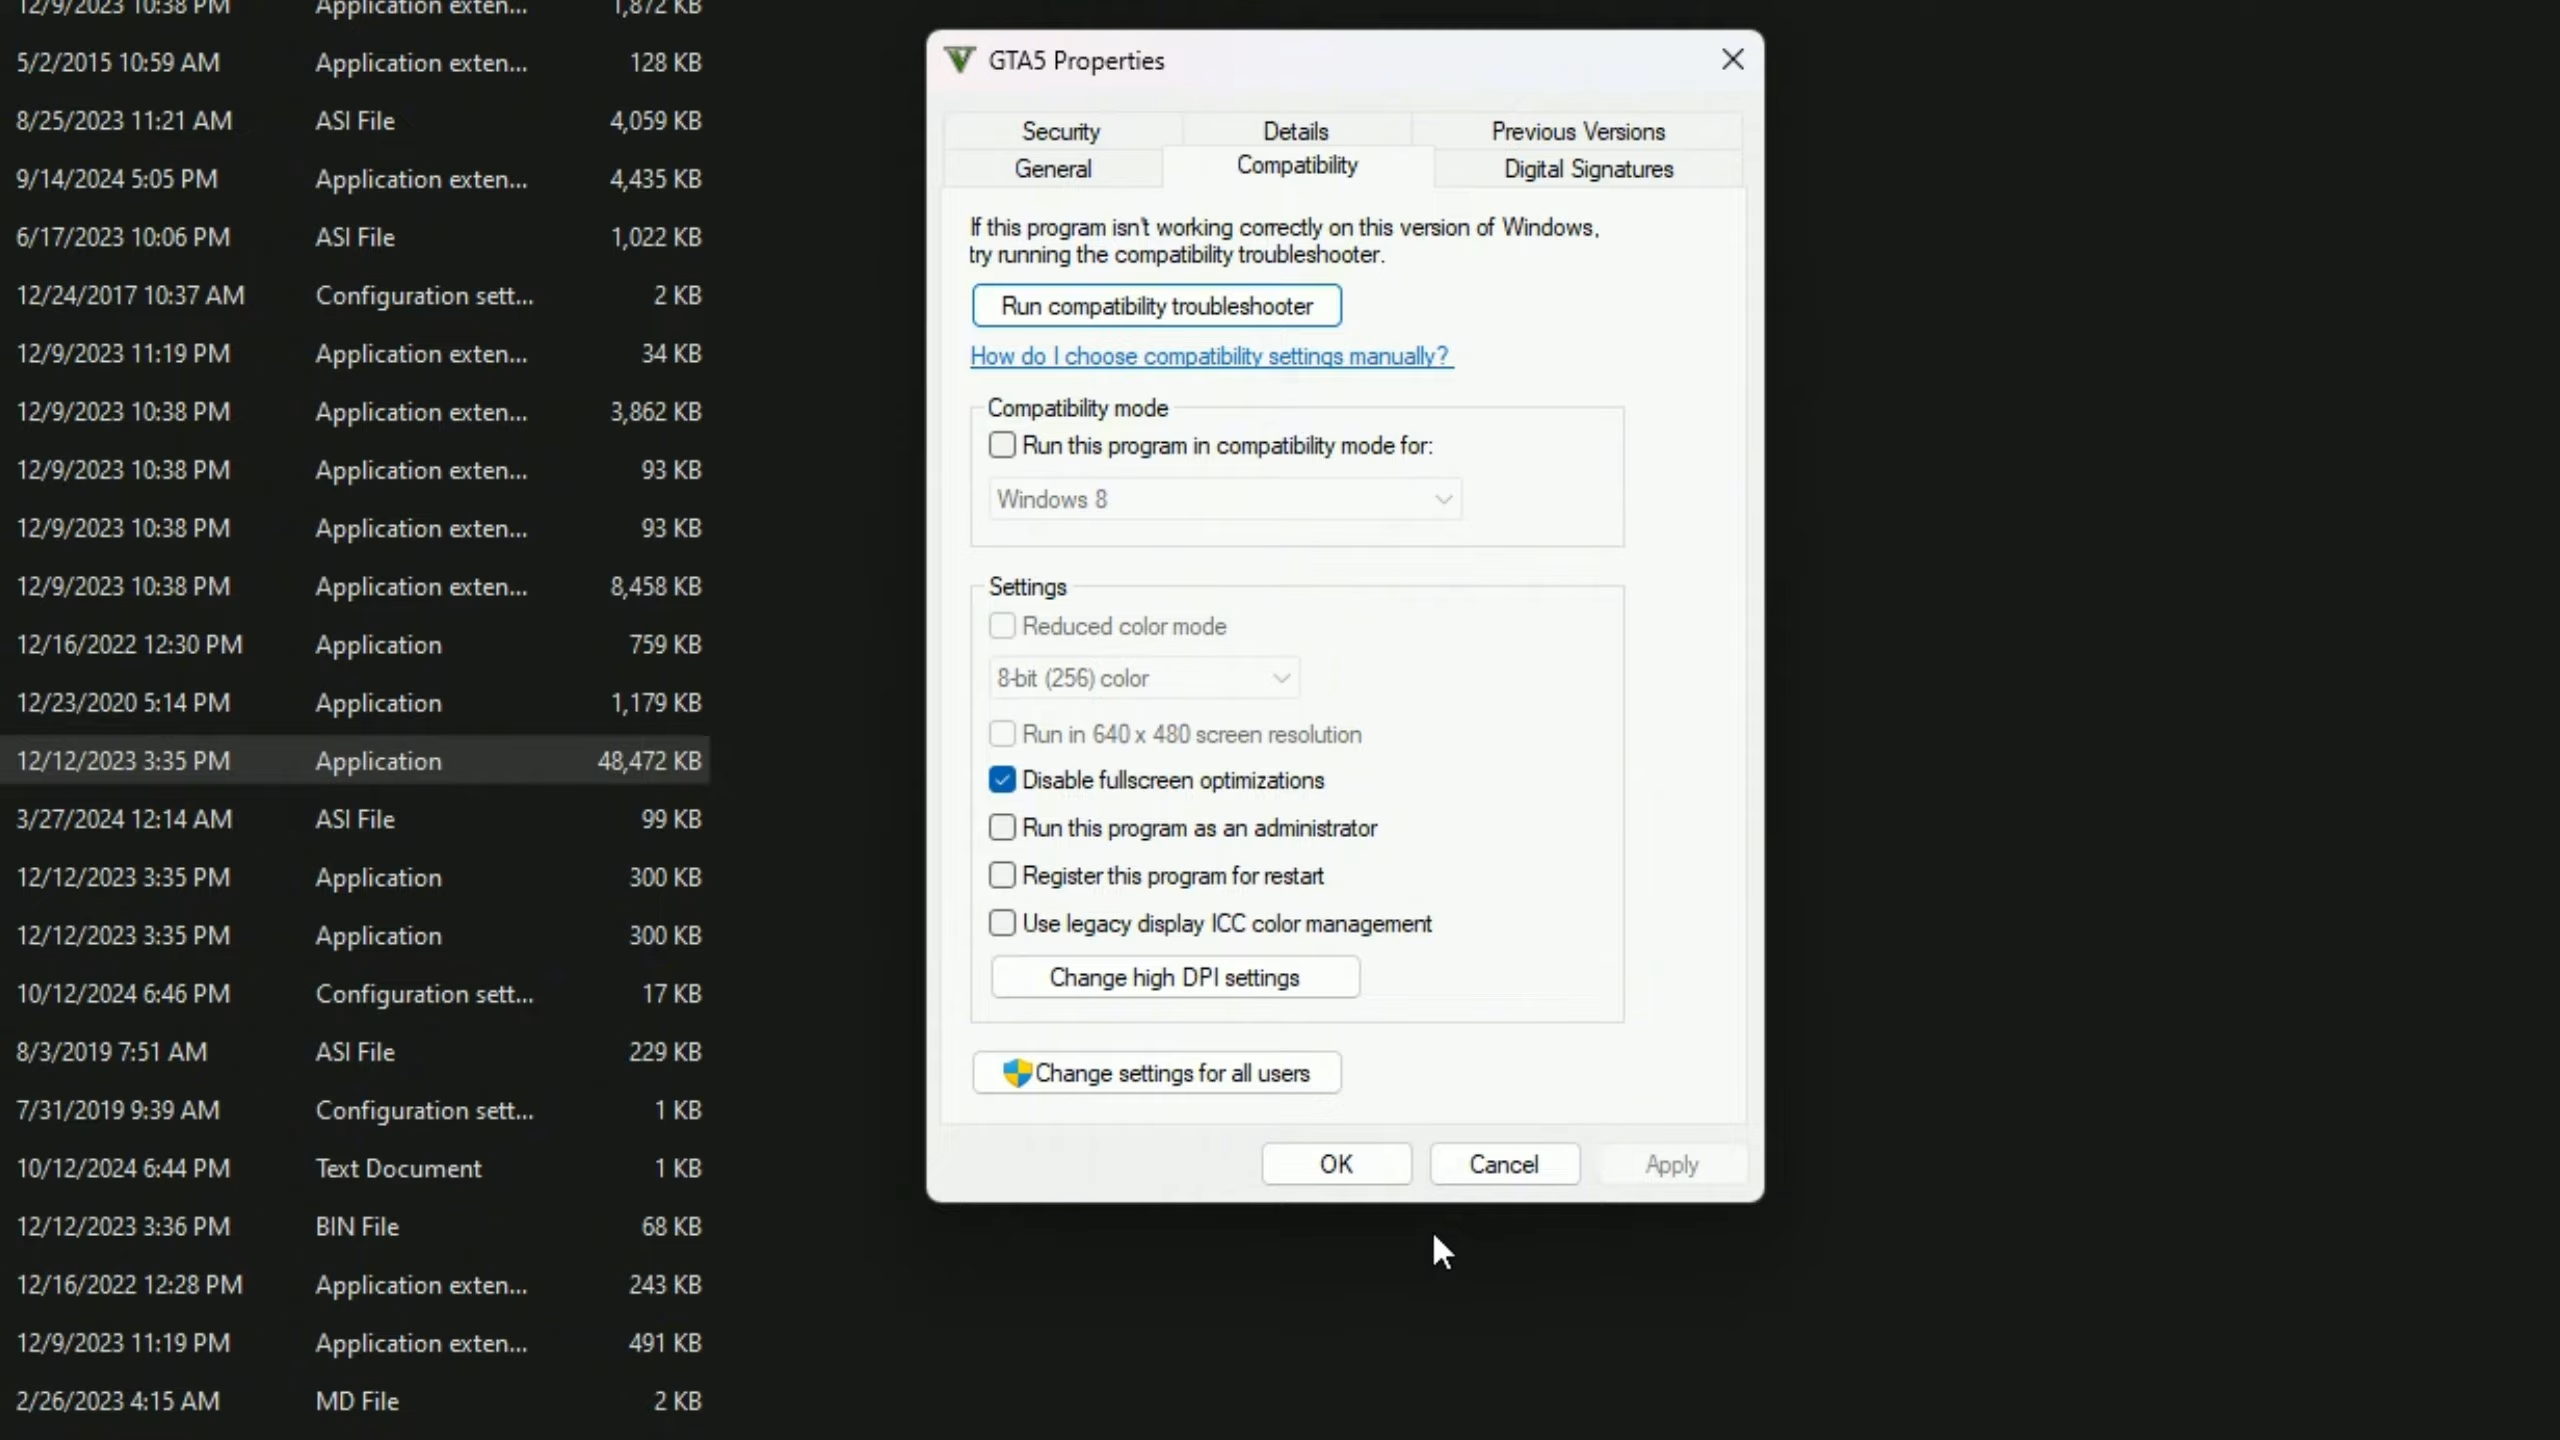 12/9/2023 10:38 PM Application exten... 1,872 KB
5/2/2015 10:59 AM Application exten... 128 KB
8/25/2023 11:21 AM ASI File 4,059 KB
9/14/2024 5:05 PM Application exten... 4,435 KB
6/17/2023 10:06 PM ASI File 1,022 KB
12/24/2017 10:37 AM Configuration sett... 2 KB
12/9/2023 11:19 PM Application exten... 34 KB
12/9/2023 10:38 PM Application exten... 3,862 KB
12/9/2023 10:38 PM Application exten... 93 KB
12/9/2023 10:38 PM Application exten... 93 KB
12/9/2023 10:38 PM Application exten... 8,458 KB
12/16/2022 12:30 PM Application 759 KB
12/23/2020 5:14 PM Application 1,179 KB
12/12/2023 3:35 PM Application 48,472 KB
3/27/2024 12:14 AM ASI File 99 KB
12/12/2023 3:35 PM Application 300 KB
12/12/2023 3:35 PM Application 300 KB
10/12/2024 6:46 PM Configuration sett... 17 KB
8/3/2019 7:51 AM ASI File 229 KB
7/31/2019 9:39 AM Configuration sett... 1 KB
10/12/2024 6:44 PM Text Document 1 KB
12/12/2023 3:36 PM BIN File 68 KB
12/16/2022 12:28 PM Application exten... 243 KB
12/9/2023 11:19 PM Application exten... 491 KB
2/26/2023 4:15 AM MD File 2 KB
GTA5 Properties
Security Details Previous Versions
General Compatibility Digital Signatures
If this program isn't working correctly on this version of Windows,
try running the compatibility troubleshooter.
Run compatibility troubleshooter
How do I choose compatibility settings manually?
Compatibility mode
Run this program in compatibility mode for:
Windows 8
Settings
Reduced color mode
8-bit (256) color
Run in 640 x 480 screen resolution
Disable fullscreen optimizations
Run this program as an administrator
Register this program for restart
Use legacy display ICC color management
Change high DPI settings
Change settings for all users
OK Cancel Apply